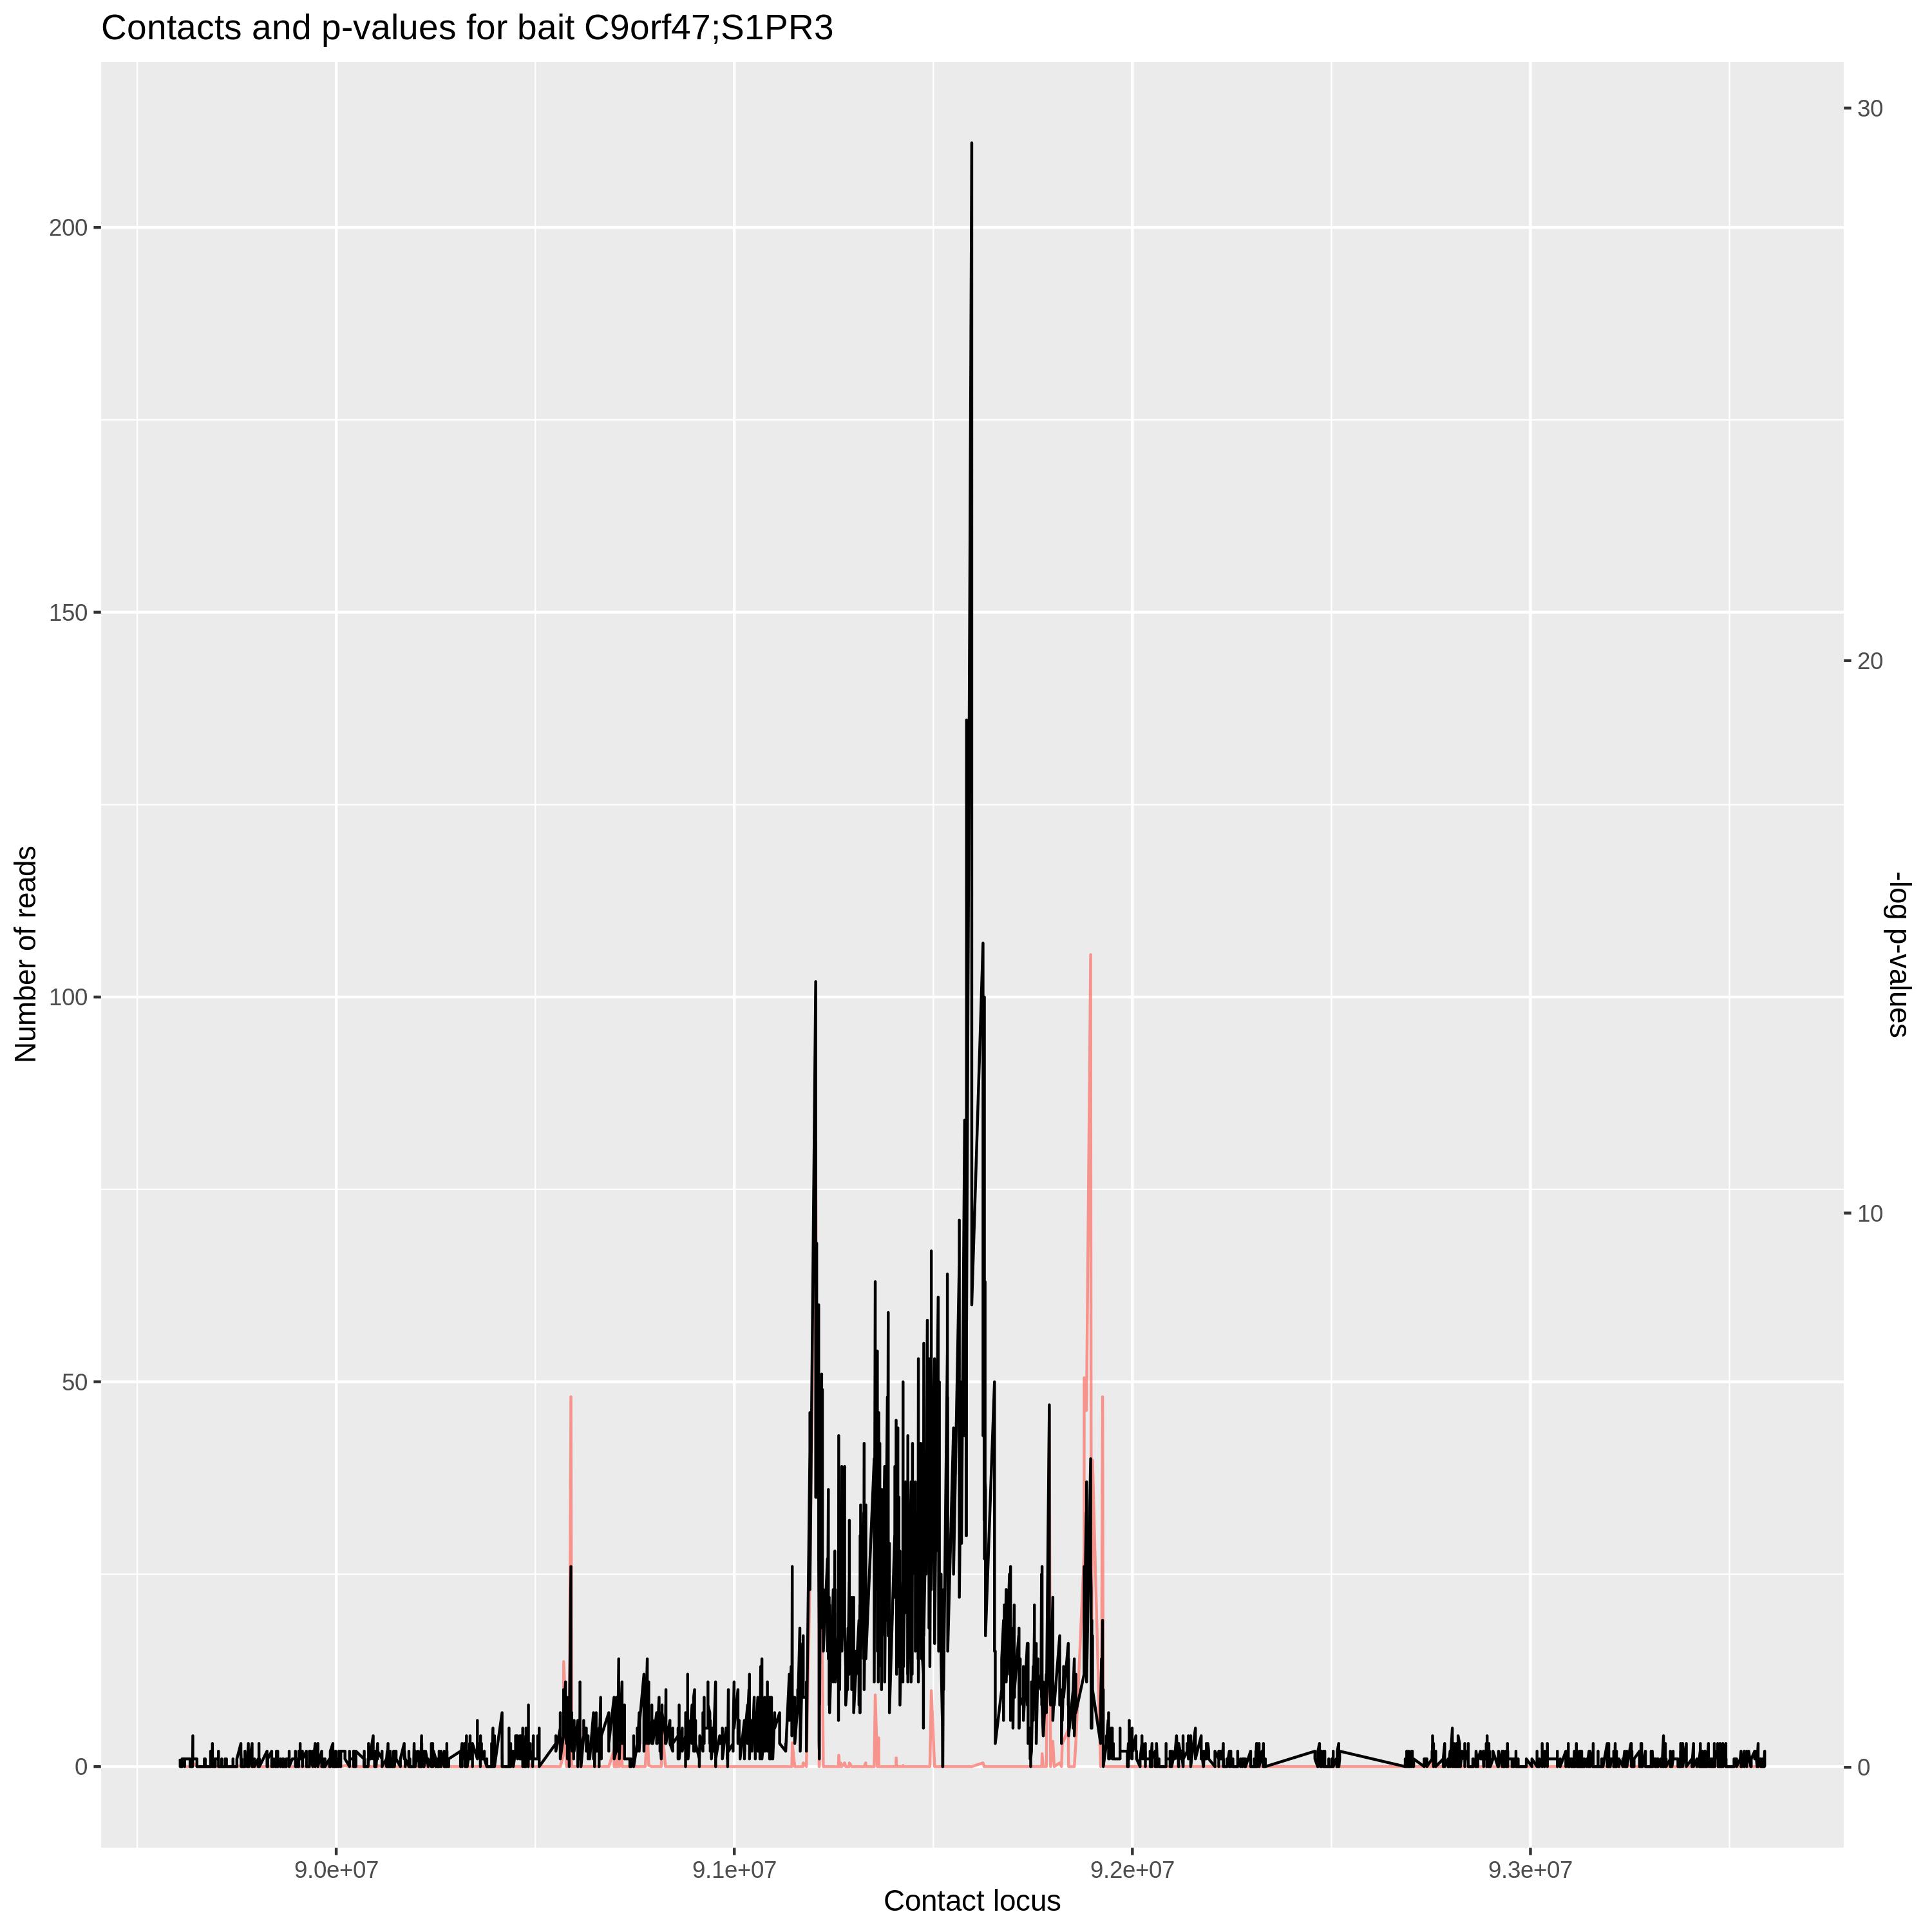 Contacts and p-values for bait C9orf47;S1PR3
Number of reads
200
150
100
50
0
30
20
10
0
-log p-values
9.0e+07
9.1e+07
9.2e+07
9.3e+07
Contact locus